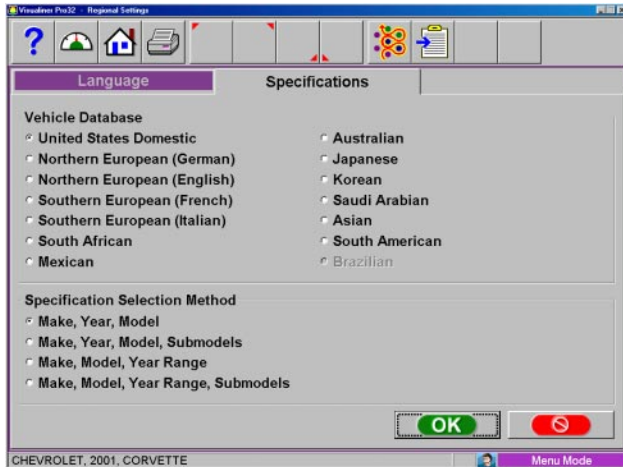 Visualiner Pro32 - Regional Settings
?
Language
Specifications
Vehicle Database
United States Domestic
Northern European (German)
Northern European (English)
Southern European (French)
Southern European (Italian)
South African
Mexican
Australian
Japanese
Korean
Saudi Arabian
Asian
South American
Brazilian
Specification Selection Method
Make, Year, Model
Make, Year, Model, Submodels
Make, Model, Year Range
Make, Model, Year Range, Submodels
OK
CHEVROLET, 2001, CORVETTE
Menu Mode